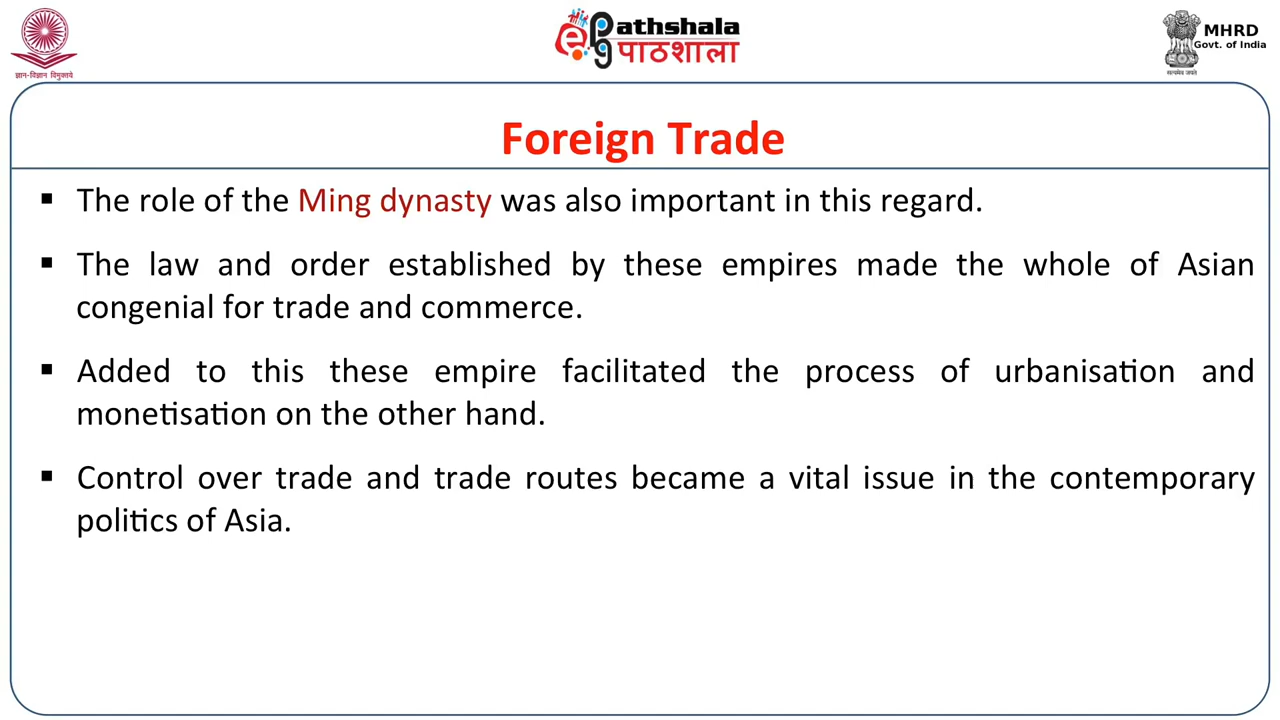 ज्ञान-विज्ञान विमुक्तये
Pathshala
पाठशाला
MHRD
Govt. of India
सत्यमेव जयते
Foreign Trade
▪ The role of the Ming dynasty was also important in this regard.
▪ The law and order established by these empires made the whole of Asian
congenial for trade and commerce.
▪ Added to this these empire facilitated the process of urbanisation and
monetisation on the other hand.
▪ Control over trade and trade routes became a vital issue in the contemporary
politics of Asia.